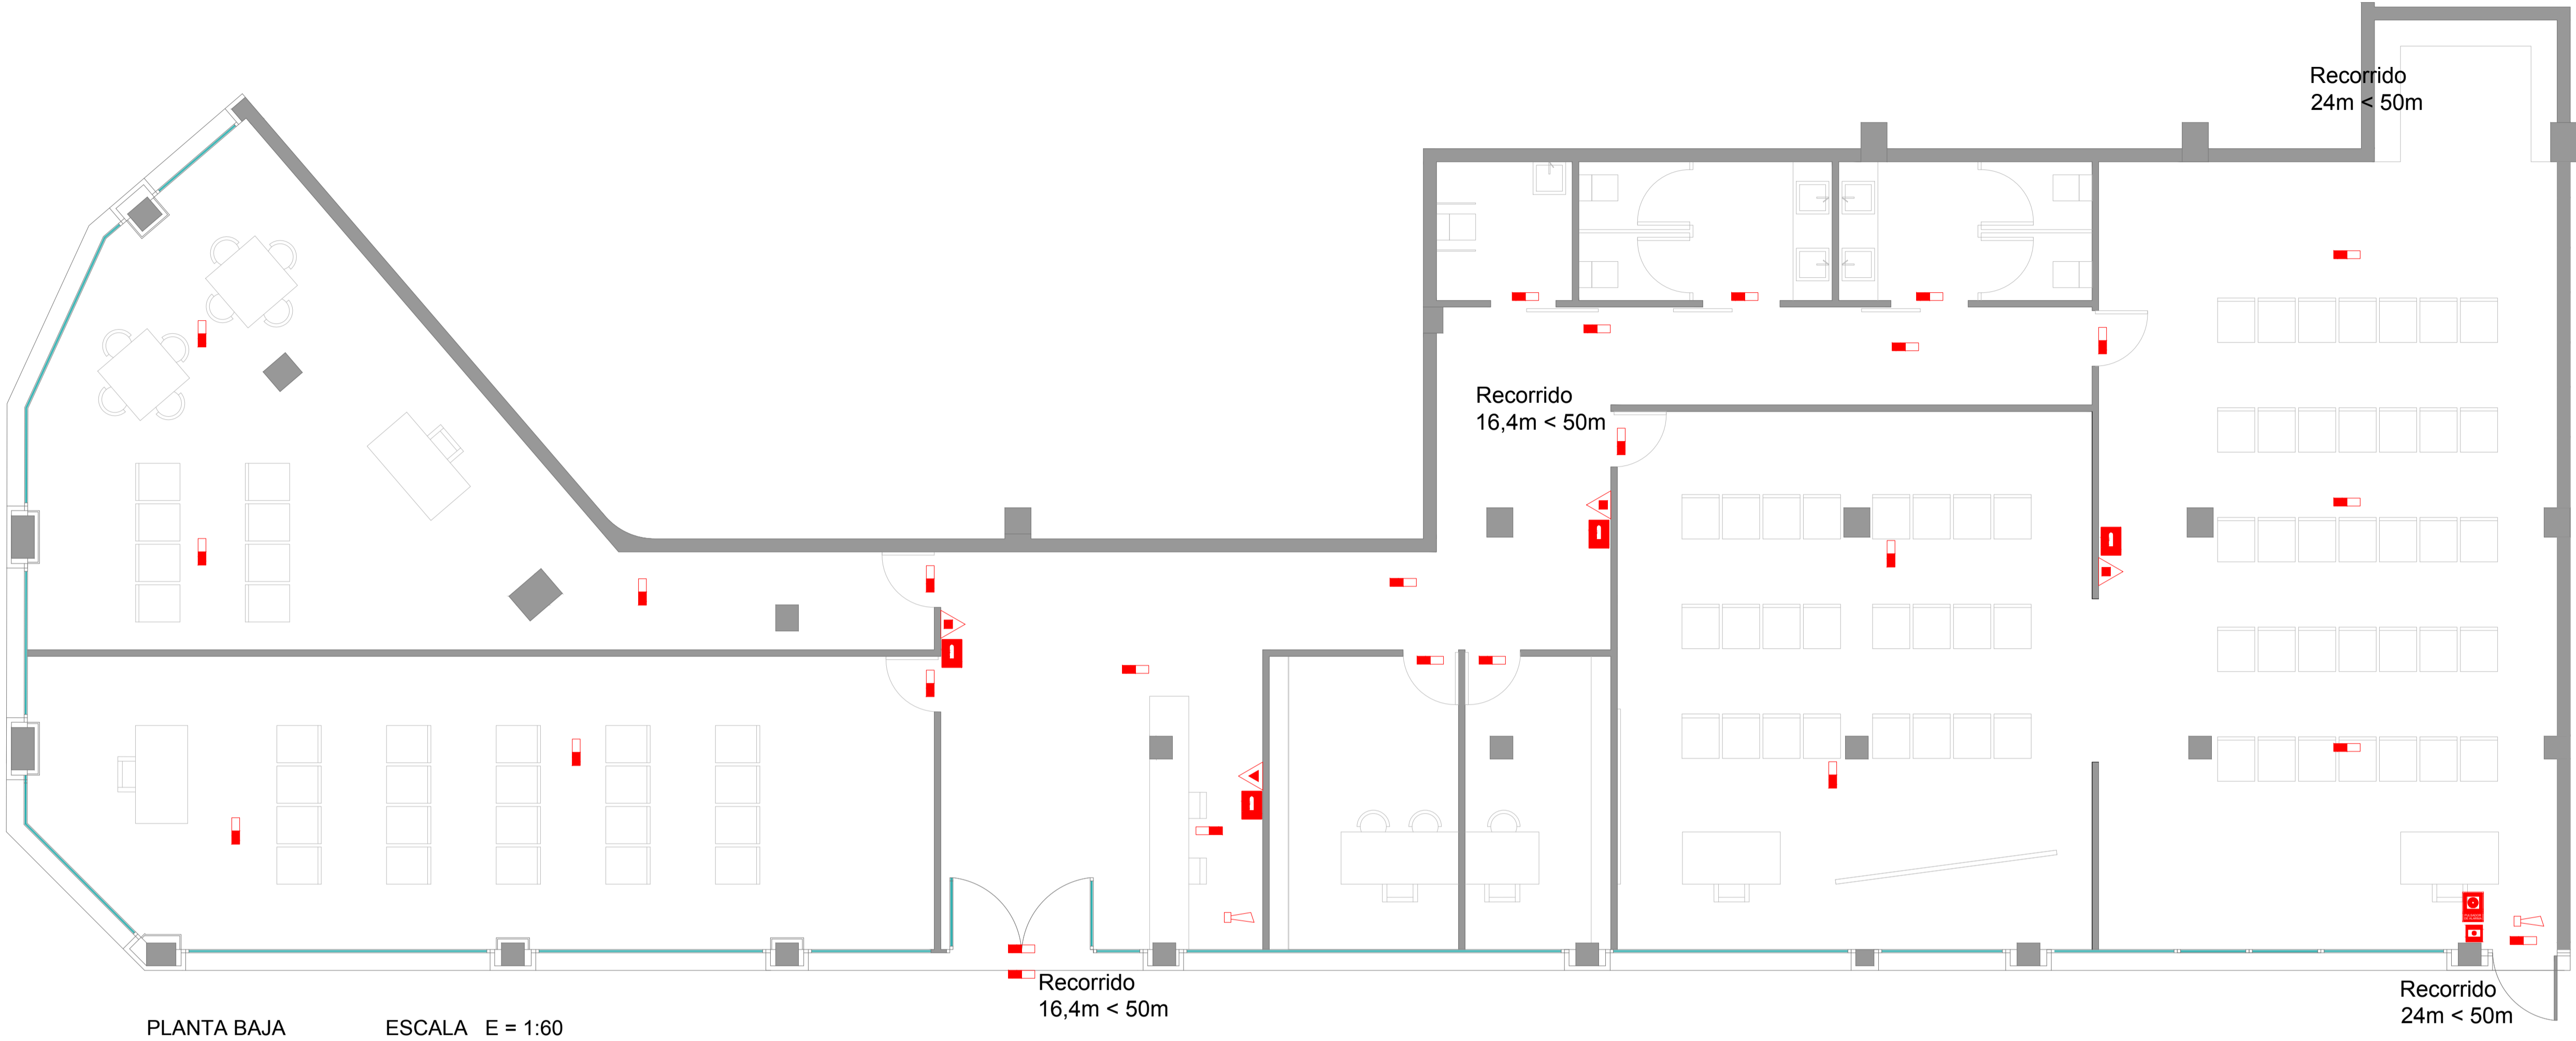 Recorrido
24m < 50m
Recorrido
16,4m < 50m
Recorrido
16,4m < 50m
Recorrido
24m < 50m
PLANTA BAJA
ESCALA E = 1:60